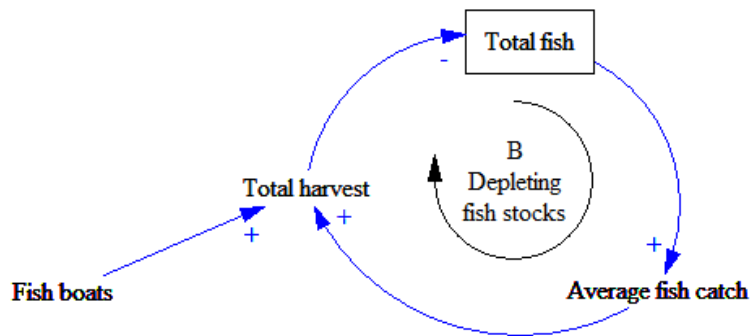 Total fish
-
B
Depleting
fish stocks
Total harvest
+
+
+
Fish boats
Average fish catch